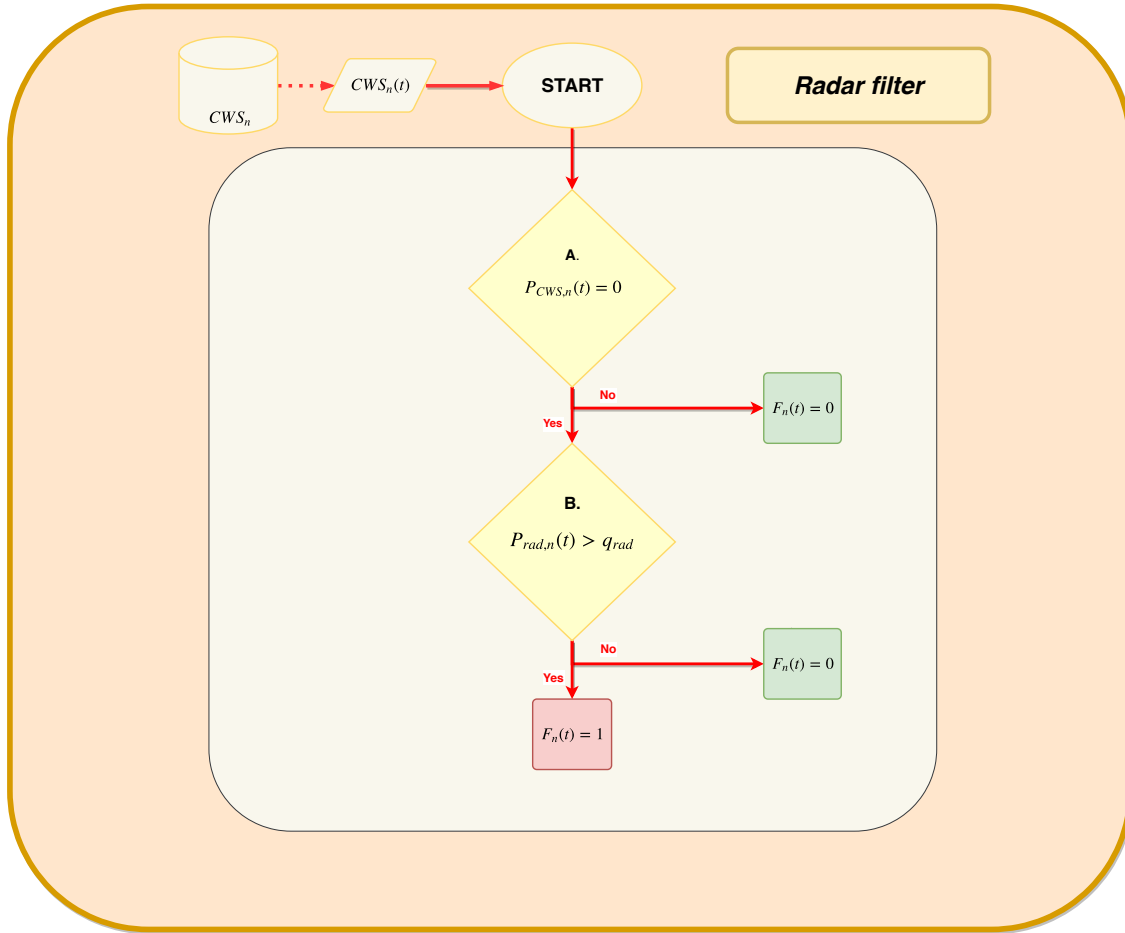 $CWS_n$
$CWS_n(t)$
START
Radar filter
A.
$P_{CWS,n}(t) = 0$
No
$F_n(t) = 0$
Yes
B.
$P_{rad,n}(t) > q_{rad}$
No
$F_n(t) = 0$
Yes
$F_n(t) = 1$